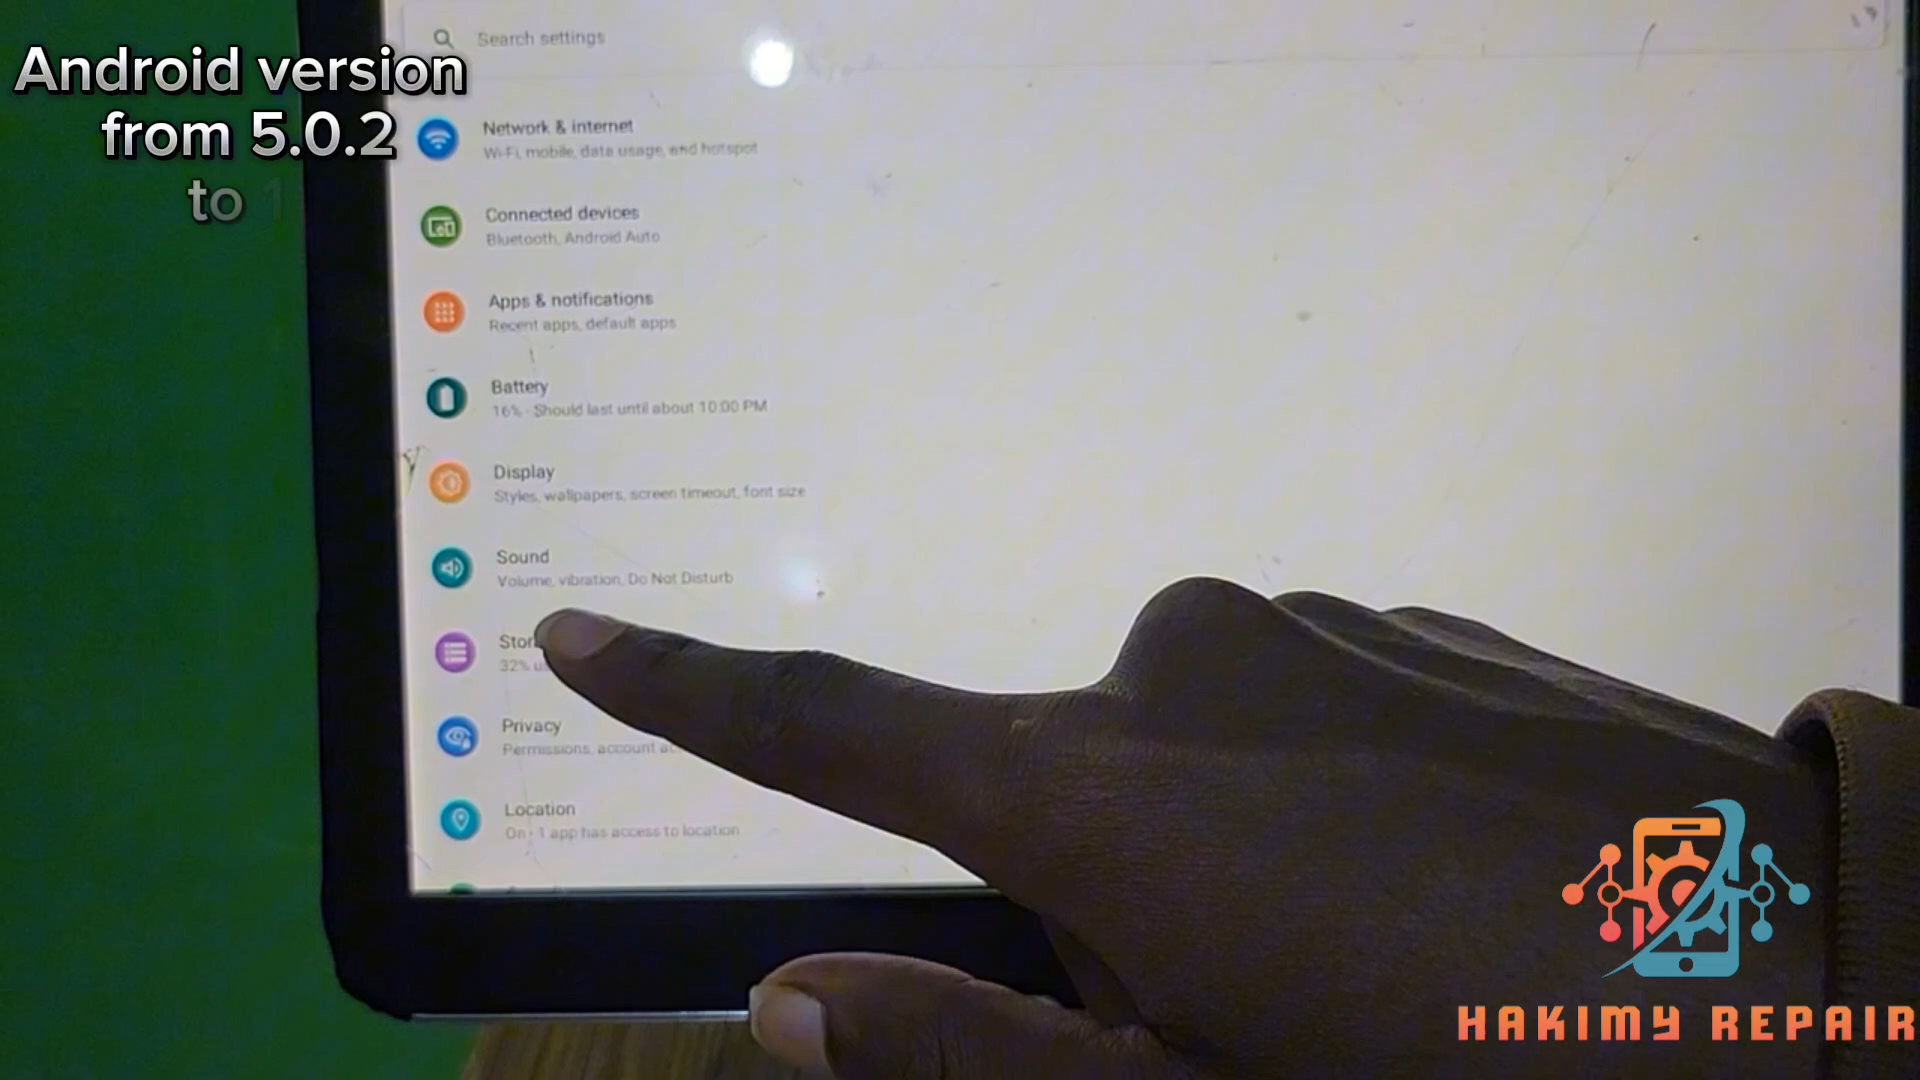 Android version
from 5.0.2
to 1
Search settings
Network & internet
Wi-Fi, mobile, data usage, and hotspot
Connected devices
Bluetooth, Android Auto
Apps & notifications
Recent apps, default apps
Battery
16% - Should last until about 10:00 PM
Display
Styles, wallpapers, screen timeout, font size
Sound
Volume, vibration, Do Not Disturb
Stor
32% u
Privacy
Permissions, account a
Location
On - 1 app has access to location
HAKIMY REPAIR